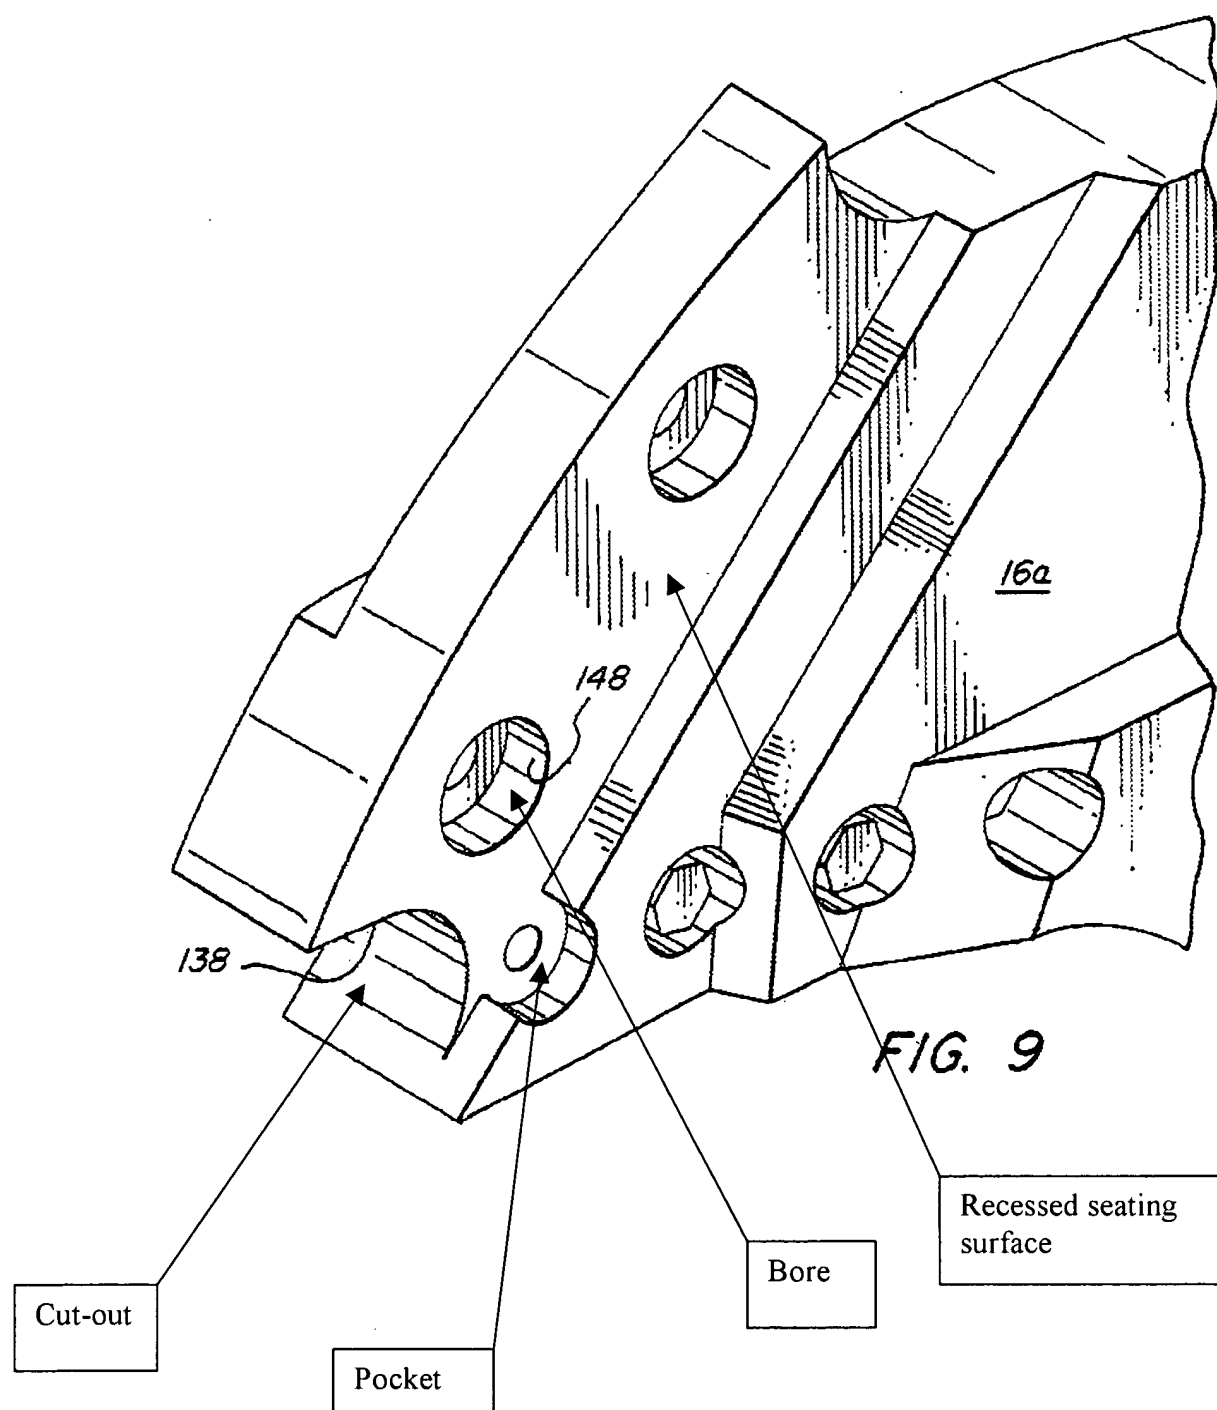 148
16a
138
FIG. 9
Recessed seating
surface
Bore
Cut-out
Pocket